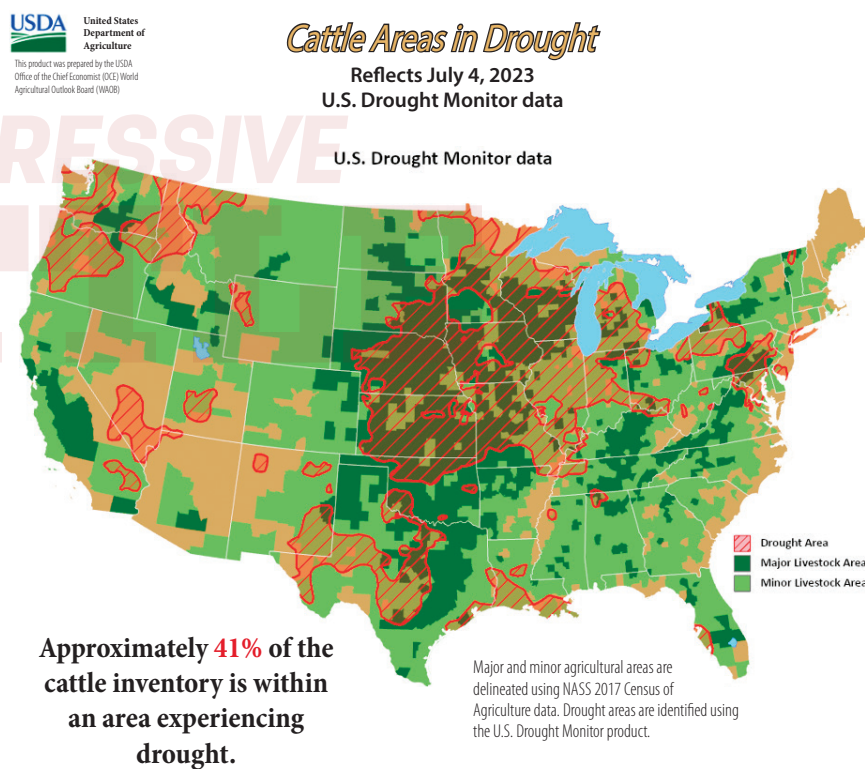 USDA
United States
Department of
Agriculture
This product was prepared by the USDA
Office of the Chief Economist (OCE) World
Agricultural Outlook Board (WAOB)
Cattle Areas in Drought
Reflects July 4, 2023
U.S. Drought Monitor data
RESSIVE
U.S. Drought Monitor data
Drought Area
Major Livestock Area
Minor Livestock Area
Approximately 41% of the
cattle inventory is within
an area experiencing
drought.
Major and minor agricultural areas are
delineated using NASS 2017 Census of
Agriculture data. Drought areas are identified using
the U.S. Drought Monitor product.